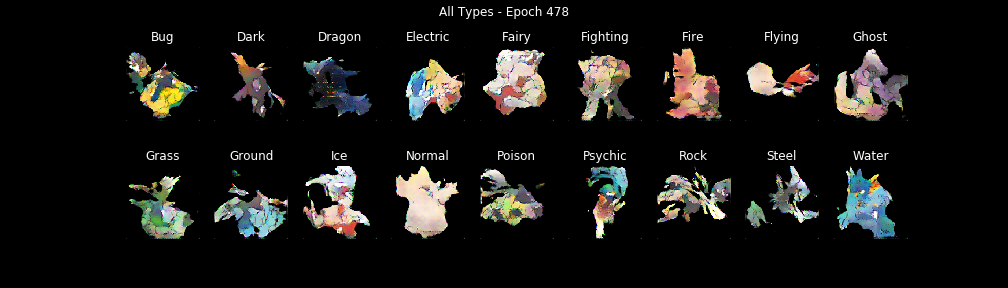 All Types - Epoch 478
Bug Dark Dragon Electric Fairy Fighting Fire Flying Ghost
Grass Ground Ice Normal Poison Psychic Rock Steel Water